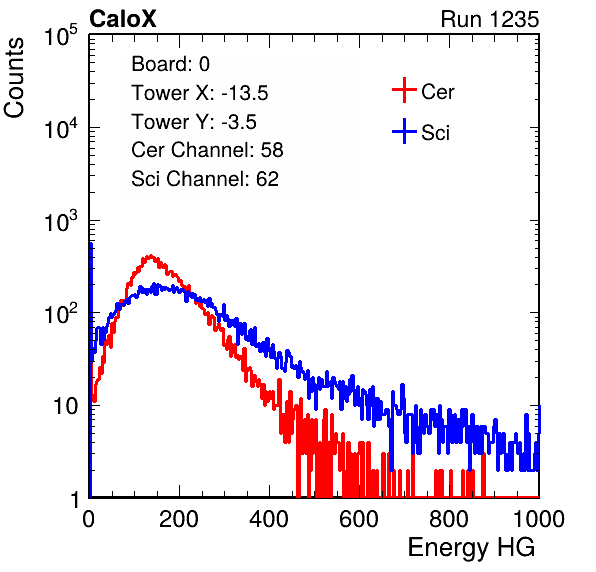 CaloX Run 1235
Counts
10^5
10^4
10^3
10^2
10
1
Board: 0
Tower X: -13.5
Tower Y: -3.5
Cer Channel: 58
Sci Channel: 62
Cer
Sci
0 200 400 600 800 1000
Energy HG